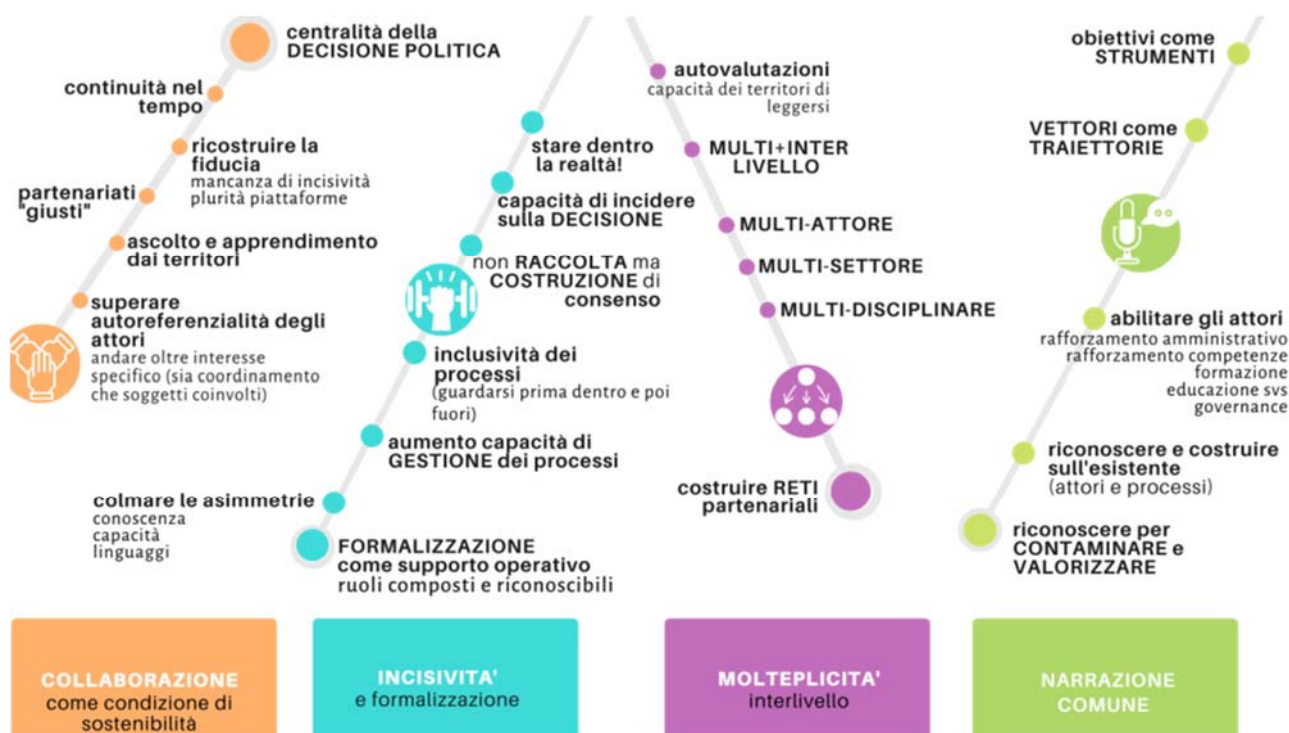 centralità della
DECISIONE POLITICA
continuità nel
tempo
ricostruire la
fiducia
mancanza di incisività
plurità piattaforme
partenariati
"giusti"
ascolto e apprendimento
dai territori
superare
autoreferenzialità degli
attori
andare oltre interesse
specifico (sia coordinamento
che soggetti coinvolti)
COLLABORAZIONE
come condizione di
sostenibilità
stare dentro
la realtà!
capacità di incidere
sulla DECISIONE
non RACCOLTA ma
COSTRUZIONE di
consenso
inclusività dei
processi
(guardarsi prima dentro e poi
fuori)
aumento capacità di
GESTIONE dei processi
colmare le asimmetrie
conoscenza
capacità
linguaggi
FORMALIZZAZIONE
come supporto operativo
ruoli composti e riconoscibili
INCISIVITA'
e formalizzazione
autovalutazioni
capacità dei territori di
leggersi
MULTI+INTER
LIVELLO
MULTI-ATTORE
MULTI-SETTORE
MULTI-DISCIPLINARE
costruire RETI
partenariali
MOLTEPLICITA'
interlivello
obiettivi come
STRUMENTI
VETTORI come
TRAIETTORIE
abilitare gli attori
rafforzamento amministrativo
rafforzamento competenze
formazione
educazione svs
governance
riconoscere e costruire
sull'esistente
(attori e processi)
riconoscere per
CONTAMINARE e
VALORIZZARE
NARRAZIONE
COMUNE